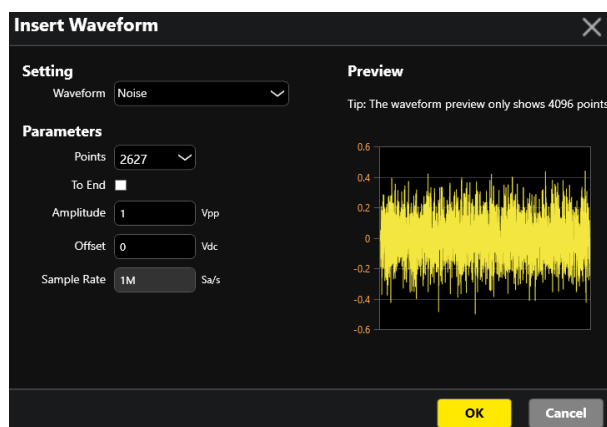 Insert Waveform
Setting
Waveform Noise
Parameters
Points 2627
To End
Amplitude 1 Vpp
Offset 0 Vdc
Sample Rate 1M Sa/s
Preview
Tip: The waveform preview only shows 4096 points
0.6
0.4
0.2
0
-0.2
-0.4
-0.6
OK Cancel